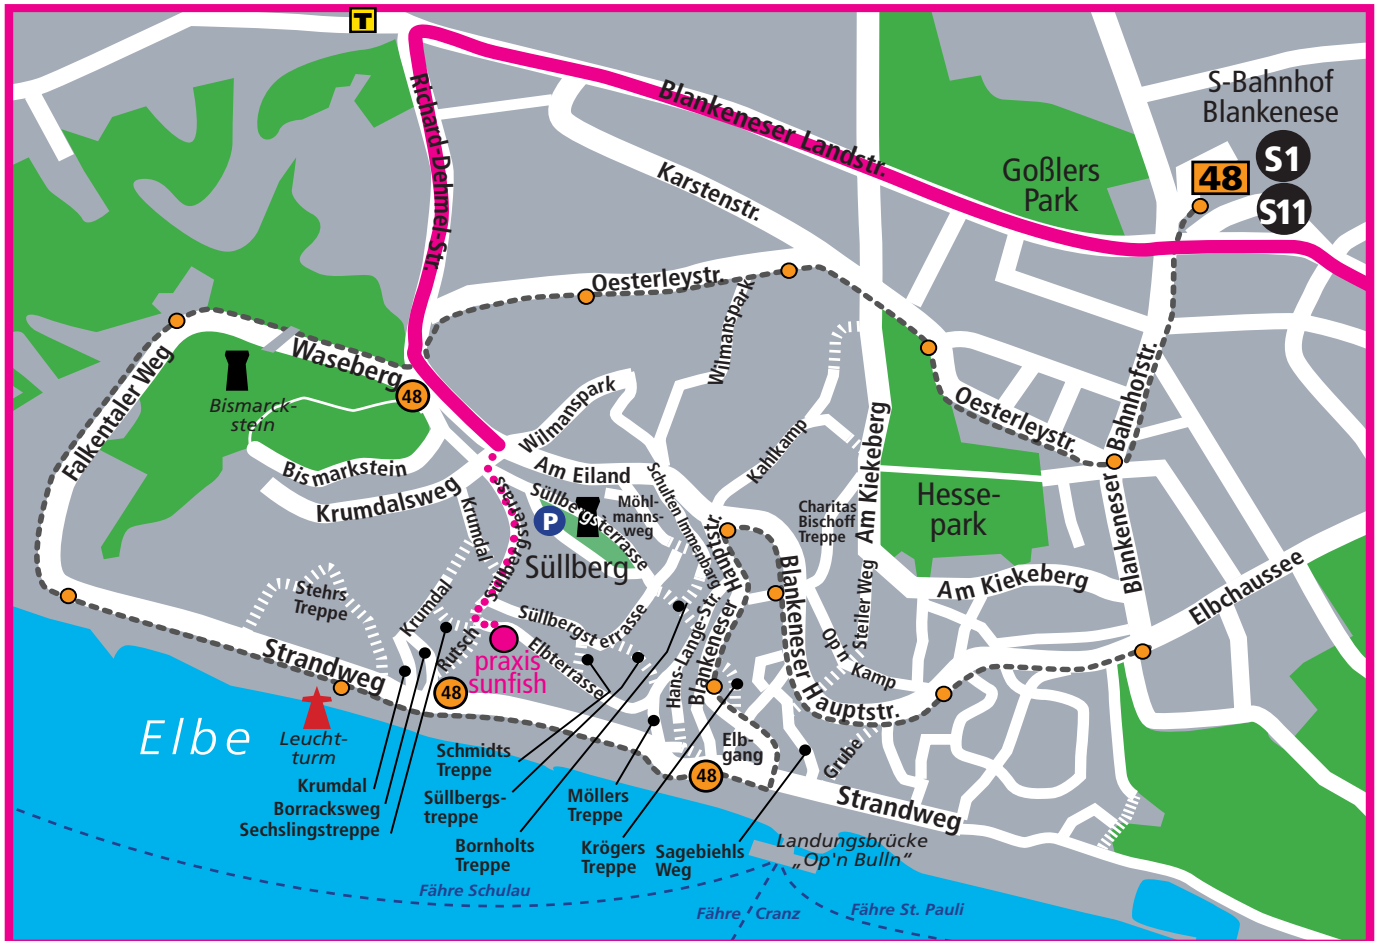 T
S-Bahnhof
Blankenese
S1
48
S11
Richard-Dehmel-Str.
Blankeneser Landstr.
Goßlers
Park
Karstenstr.
Oesterleystr.
Wilmanspark
Waseberg
48
Falkentaler Weg
Bismarck-
stein
Wilmanspark
Oesterleystr.
Bahnhofstr.
Blankeneser
Bismarkstein
Krumdalsweg
Am Eiland
Kahlkamp
Am Kiekeberg
Hesse-
park
Süllbergsterrasse
Möhl-
manns-
weg
Schulten Immenbarg
Charitas
Bischoff
Treppe
P
Süllberg
Krumdal
Süllbergsterrass
Süllbergsterrass
Hauptstr.
Blankeneser
Blankeneser Hauptstr.
Steiler Weg
Am Kiekeberg
Elbchaussee
Stehrs
Treppe
Krumdal
Rutsch
Süllbergsterrasse
Elbterrasse
Hans-Lange-Str.
Op'n Kamp
praxis
sunfish
48
Strandweg
Elbe
Leucht-
turm
Krumdal
Borracksweg
Sechslingstreppe
Schmidts
Treppe
Süllbergs-
treppe
Bornholts
Treppe
Möllers
Treppe
Krögers
Treppe
Sagebiehls
Weg
Elb-
gang
48
Grube
Strandweg
Landungsbrücke
„Op'n Bulln“
Fähre Schulau
Fähre Cranz
Fähre St. Pauli